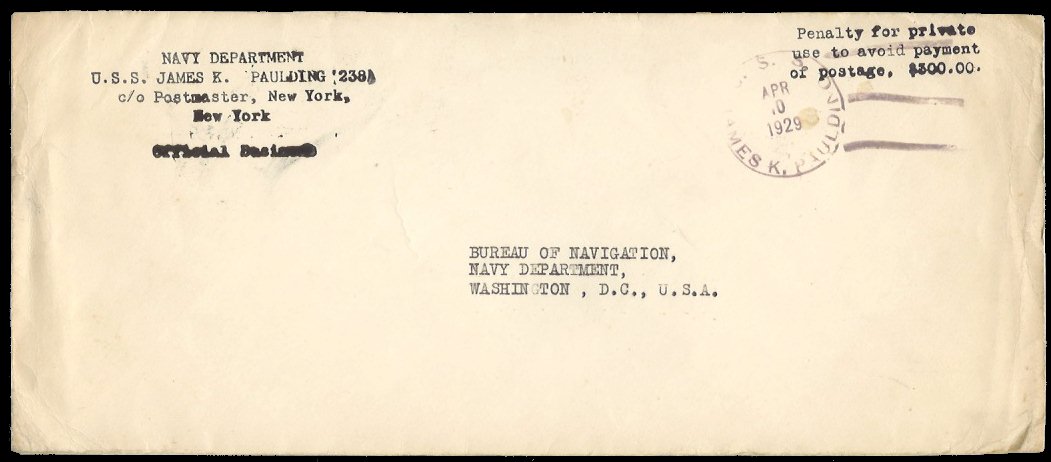 NAVY DEPARTMENT
U.S.S. JAMES K. PAULDING (238)
c/o Postmaster, New York,
New York
Official Business
Penalty for private
use to avoid payment
of postage, $300.00.
U. S. S.
JAMES K. PAULDING
APR
10
1929
BUREAU OF NAVIGATION,
NAVY DEPARTMENT,
WASHINGTON , D.C., U.S.A.